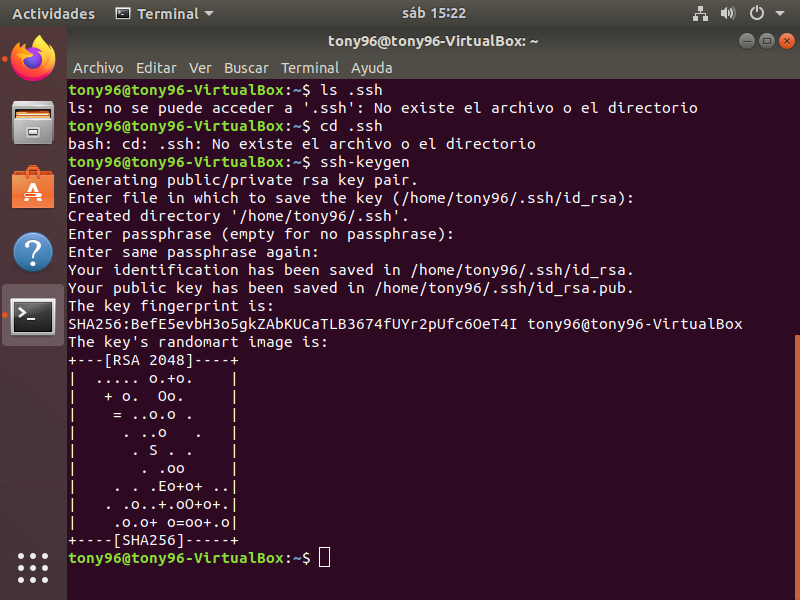 Actividades Terminal sáb 15:22
tony96@tony96-VirtualBox: ~
Archivo Editar Ver Buscar Terminal Ayuda
tony96@tony96-VirtualBox:~$ ls .ssh
ls: no se puede acceder a '.ssh': No existe el archivo o el directorio
tony96@tony96-VirtualBox:~$ cd .ssh
bash: cd: .ssh: No existe el archivo o el directorio
tony96@tony96-VirtualBox:~$ ssh-keygen
Generating public/private rsa key pair.
Enter file in which to save the key (/home/tony96/.ssh/id_rsa):
Created directory '/home/tony96/.ssh'.
Enter passphrase (empty for no passphrase):
Enter same passphrase again:
Your identification has been saved in /home/tony96/.ssh/id_rsa.
Your public key has been saved in /home/tony96/.ssh/id_rsa.pub.
The key fingerprint is:
SHA256:BefE5evbH3o5gkZAbKUCaTLB3674fUYr2pUfc6OeT4I tony96@tony96-VirtualBox
The key's randomart image is:
+---[RSA 2048]----+
|  ..... o.+o.    |
|   + o.  Oo.     |
|    = ..o.o .    |
|     . ..o   .   |
|      . S . .    |
|       . .oo     |
|    . . .Eo+o+ ..|
|   . .o..+.oO+o+.|
|    .o.o+ o=oo+.o|
+----[SHA256]-----+
tony96@tony96-VirtualBox:~$